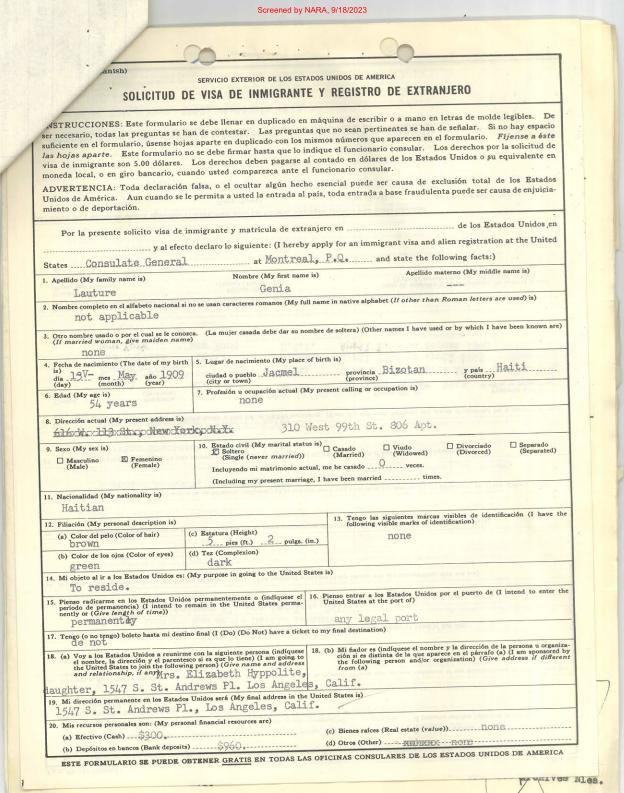 Screened by NARA, 9/18/2023
anish)
SERVICIO EXTERIOR DE LOS ESTADOS UNIDOS DE AMERICA
SOLICITUD DE VISA DE INMIGRANTE Y REGISTRO DE EXTRANJERO
INSTRUCCIONES: Este formulario se debe llenar en duplicado en máquina de escribir o a mano en letras de molde legibles. De
ser necesario, todas las preguntas se han de contestar. Las preguntas que no sean pertinentes se han de señalar. Si no hay espacio
suficiente en el formulario, úsense hojas aparte en duplicado con los mismos números que aparecen en el formulario. Fíjense a éste
las hojas aparte. Este formulario no se debe firmar hasta que lo indique el funcionario consular. Los derechos por la solicitud de
visa de inmigrante son 5.00 dólares. Los derechos deben pagarse al contado en dólares de los Estados Unidos o su equivalente en
moneda local, o en giro bancario, cuando usted comparezca ante el funcionario consular.
ADVERTENCIA: Toda declaración falsa, o el ocultar algún hecho esencial puede ser causa de exclusión total de los Estados
Unidos de América. Aun cuando se le permita a usted la entrada al país, toda entrada a base fraudulenta puede ser causa de enjuicia-
miento o de deportación.
Por la presente solicito visa de inmigrante y matrícula de extranjero en de los Estados Unidos en
y al efecto declaro lo siguiente: (I hereby apply for an immigrant visa and alien registration at the United
States Consulate General at Montreal, P.Q. and state the following facts:)
1. Apellido (My family name is) Nombre (My first name is) Apellido materno (My middle name is)
Lauture Genia ---
2. Nombre completo en el alfabeto nacional si no se usan caracteres romanos (My full name in native alphabet (If other than Roman letters are used) is)
not applicable
3. Otro nombre usado o por el cual se le conozca. (La mujer casada debe dar su nombre de soltera) (Other names I have used or by which I have been known are)
(If married woman, give maiden name)
none
4. Fecha de nacimiento (The date of my birth is)
día mes May año 1909
(day) (month) (year)
5. Lugar de nacimiento (My place of birth is)
ciudad o pueblo Jacmel provincia Bizotan y país Haiti
(city or town) (province) (country)
6. Edad (My age is)
54 years
7. Profesión u ocupación actual (My present calling or occupation is)
none
8. Dirección actual (My present address is)
616 W. 113 St., New York, N.Y. 310 West 99th St. 806 Apt.
9. Sexo (My sex is)
☐ Masculino (Male) ☒ Femenino (Female)
10. Estado civil (My marital status is)
☒ Soltero (Single (never married)) ☐ Casado (Married) ☐ Viudo (Widowed) ☐ Divorciado (Divorced) ☐ Separado (Separated)
Incluyendo mi matrimonio actual, me he casado 0 veces.
(Including my present marriage, I have been married times.
11. Nacionalidad (My nationality is)
Haitian
12. Filiación (My personal description is)
(a) Color del pelo (Color of hair)
brown
(c) Estatura (Height)
5 pies (ft.) 2 pulgs. (in.)
(b) Color de los ojos (Color of eyes)
green
(d) Tez (Complexion)
dark
13. Tengo las siguientes marcas visibles de identificación (I have the
following visible marks of identification)
none
14. Mi objeto al ir a los Estados Unidos es: (My purpose in going to the United States is)
To reside.
15. Pienso radicarme en los Estados Unidos permanentemente o (indíquese el
período de permanencia) (I intend to remain in the United States perma-
nently or (Give length of time))
permanently
16. Pienso entrar a los Estados Unidos por el puerto de (I intend to enter the
United States at the port of)
any legal port
17. Tengo (o no tengo) boleto hasta mi destino final (I (Do) (Do Not) have a ticket to my final destination)
do not
18. (a) Voy a Estados Unidos a reunirme con la siguiente persona (indíquese
el nombre, la dirección y el parentesco si es que lo tiene) (I am going to
the United States to join the following person) (Give name and address
and relationship, if any) Mrs. Elizabeth Hyppolite,
daughter, 1547 S. St. Andrews Pl. Los Angeles, Calif.
18. (b) Mi fiador es (indíquese el nombre y la dirección de la persona u organiza-
ción si es distinta de la que aparece en el párrafo (a) (I am sponsored by
the following person and/or organization) (Give address if different
from (a)
19. Mi dirección permanente en los Estados Unidos será (My final address in the United States is)
1547 S. St. Andrews Pl., Los Angeles, Calif.
20. Mis recursos personales son: (My personal financial resources are)
(a) Efectivo (Cash) $300.
(b) Depósitos en bancos (Bank deposits) $960.
(c) Bienes raíces (Real estate (value)) none
(d) Otros (Other) none
ESTE FORMULARIO SE PUEDE OBTENER GRATIS EN TODAS LAS OFICINAS CONSULARES DE LOS ESTADOS UNIDOS DE AMERICA